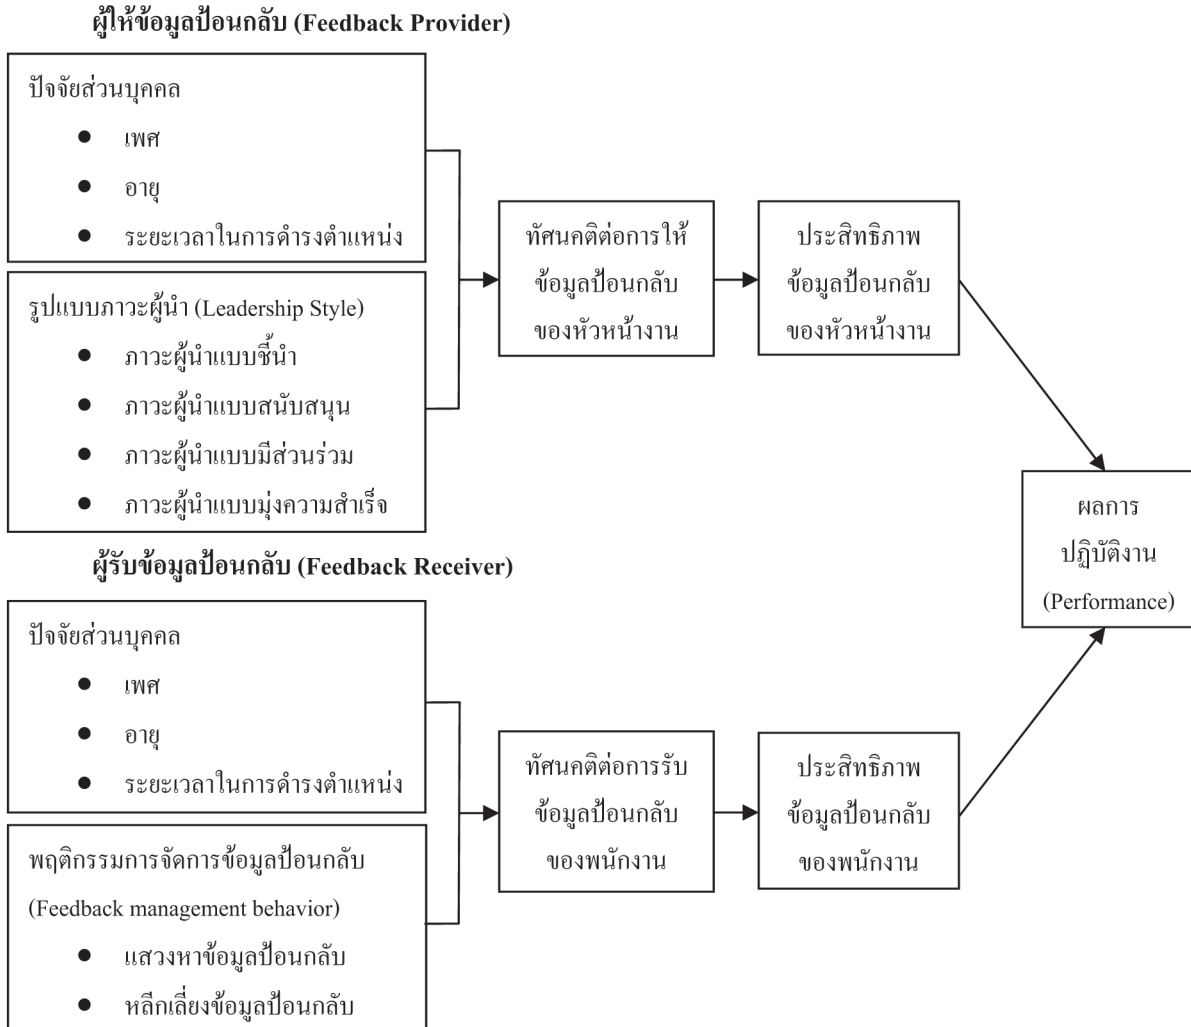 ผู้ให้ข้อมูลป้อนกลับ (Feedback Provider)
ปัจจัยส่วนบุคคล
● เพศ
● อายุ
● ระยะเวลาในการดำรงตำแหน่ง
รูปแบบภาวะผู้นำ (Leadership Style)
● ภาวะผู้นำแบบชี้นำ
● ภาวะผู้นำแบบสนับสนุน
● ภาวะผู้นำแบบมีส่วนร่วม
● ภาวะผู้นำแบบมุ่งความสำเร็จ
ทัศนคติต่อการให้
ข้อมูลป้อนกลับ
ของหัวหน้างาน
ประสิทธิภาพ
ข้อมูลป้อนกลับ
ของหัวหน้างาน
ผู้รับข้อมูลป้อนกลับ (Feedback Receiver)
ปัจจัยส่วนบุคคล
● เพศ
● อายุ
● ระยะเวลาในการดำรงตำแหน่ง
พฤติกรรมการจัดการข้อมูลป้อนกลับ
(Feedback management behavior)
● แสวงหาข้อมูลป้อนกลับ
● หลีกเลี่ยงข้อมูลป้อนกลับ
ทัศนคติต่อการรับ
ข้อมูลป้อนกลับ
ของพนักงาน
ประสิทธิภาพ
ข้อมูลป้อนกลับ
ของพนักงาน
ผลการ
ปฏิบัติงาน
(Performance)